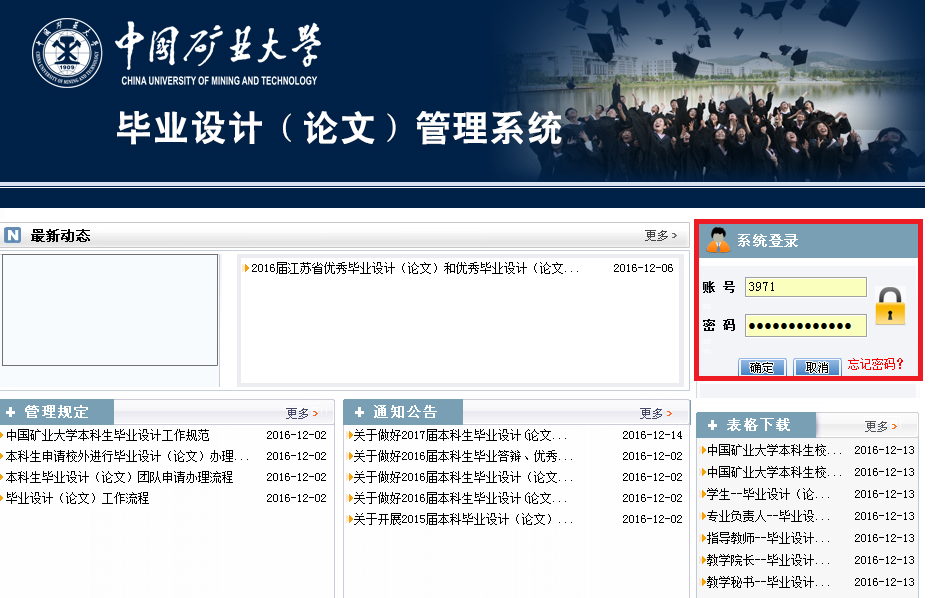 中国矿业大学
CHINA UNIVERSITY OF MINING AND TECHNOLOGY
1909
毕业设计（论文）管理系统
N 最新动态
更多>
2016届江苏省优秀毕业设计（论文）和优秀毕业设计（论文... 2016-12-06
系统登录
账 号 3971
密 码 ●●●●●●●●●●●●●
确定 取消 忘记密码?
+ 管理规定 更多>
中国矿业大学本科生毕业设计工作规范 2016-12-02
本科生申请校外进行毕业设计（论文）办理... 2016-12-02
本科生毕业设计（论文）团队申请办理流程 2016-12-02
毕业设计（论文）工作流程 2016-12-02
+ 通知公告 更多>
关于做好2017届本科生毕业设计（论文... 2016-12-14
关于做好2016届本科生毕业答辩、优秀... 2016-12-02
关于做好2016届本科生毕业设计（论文... 2016-12-02
关于做好2016届本科生毕业设计（论文... 2016-12-02
关于开展2015届本科毕业设计（论文）... 2016-12-02
+ 表格下载 更多>
中国矿业大学本科生校... 2016-12-13
中国矿业大学本科生校... 2016-12-13
学生--毕业设计（论... 2016-12-13
专业负责人--毕业设... 2016-12-13
指导教师--毕业设计... 2016-12-13
教学院长--毕业设计... 2016-12-13
教学秘书--毕业设计... 2016-12-13